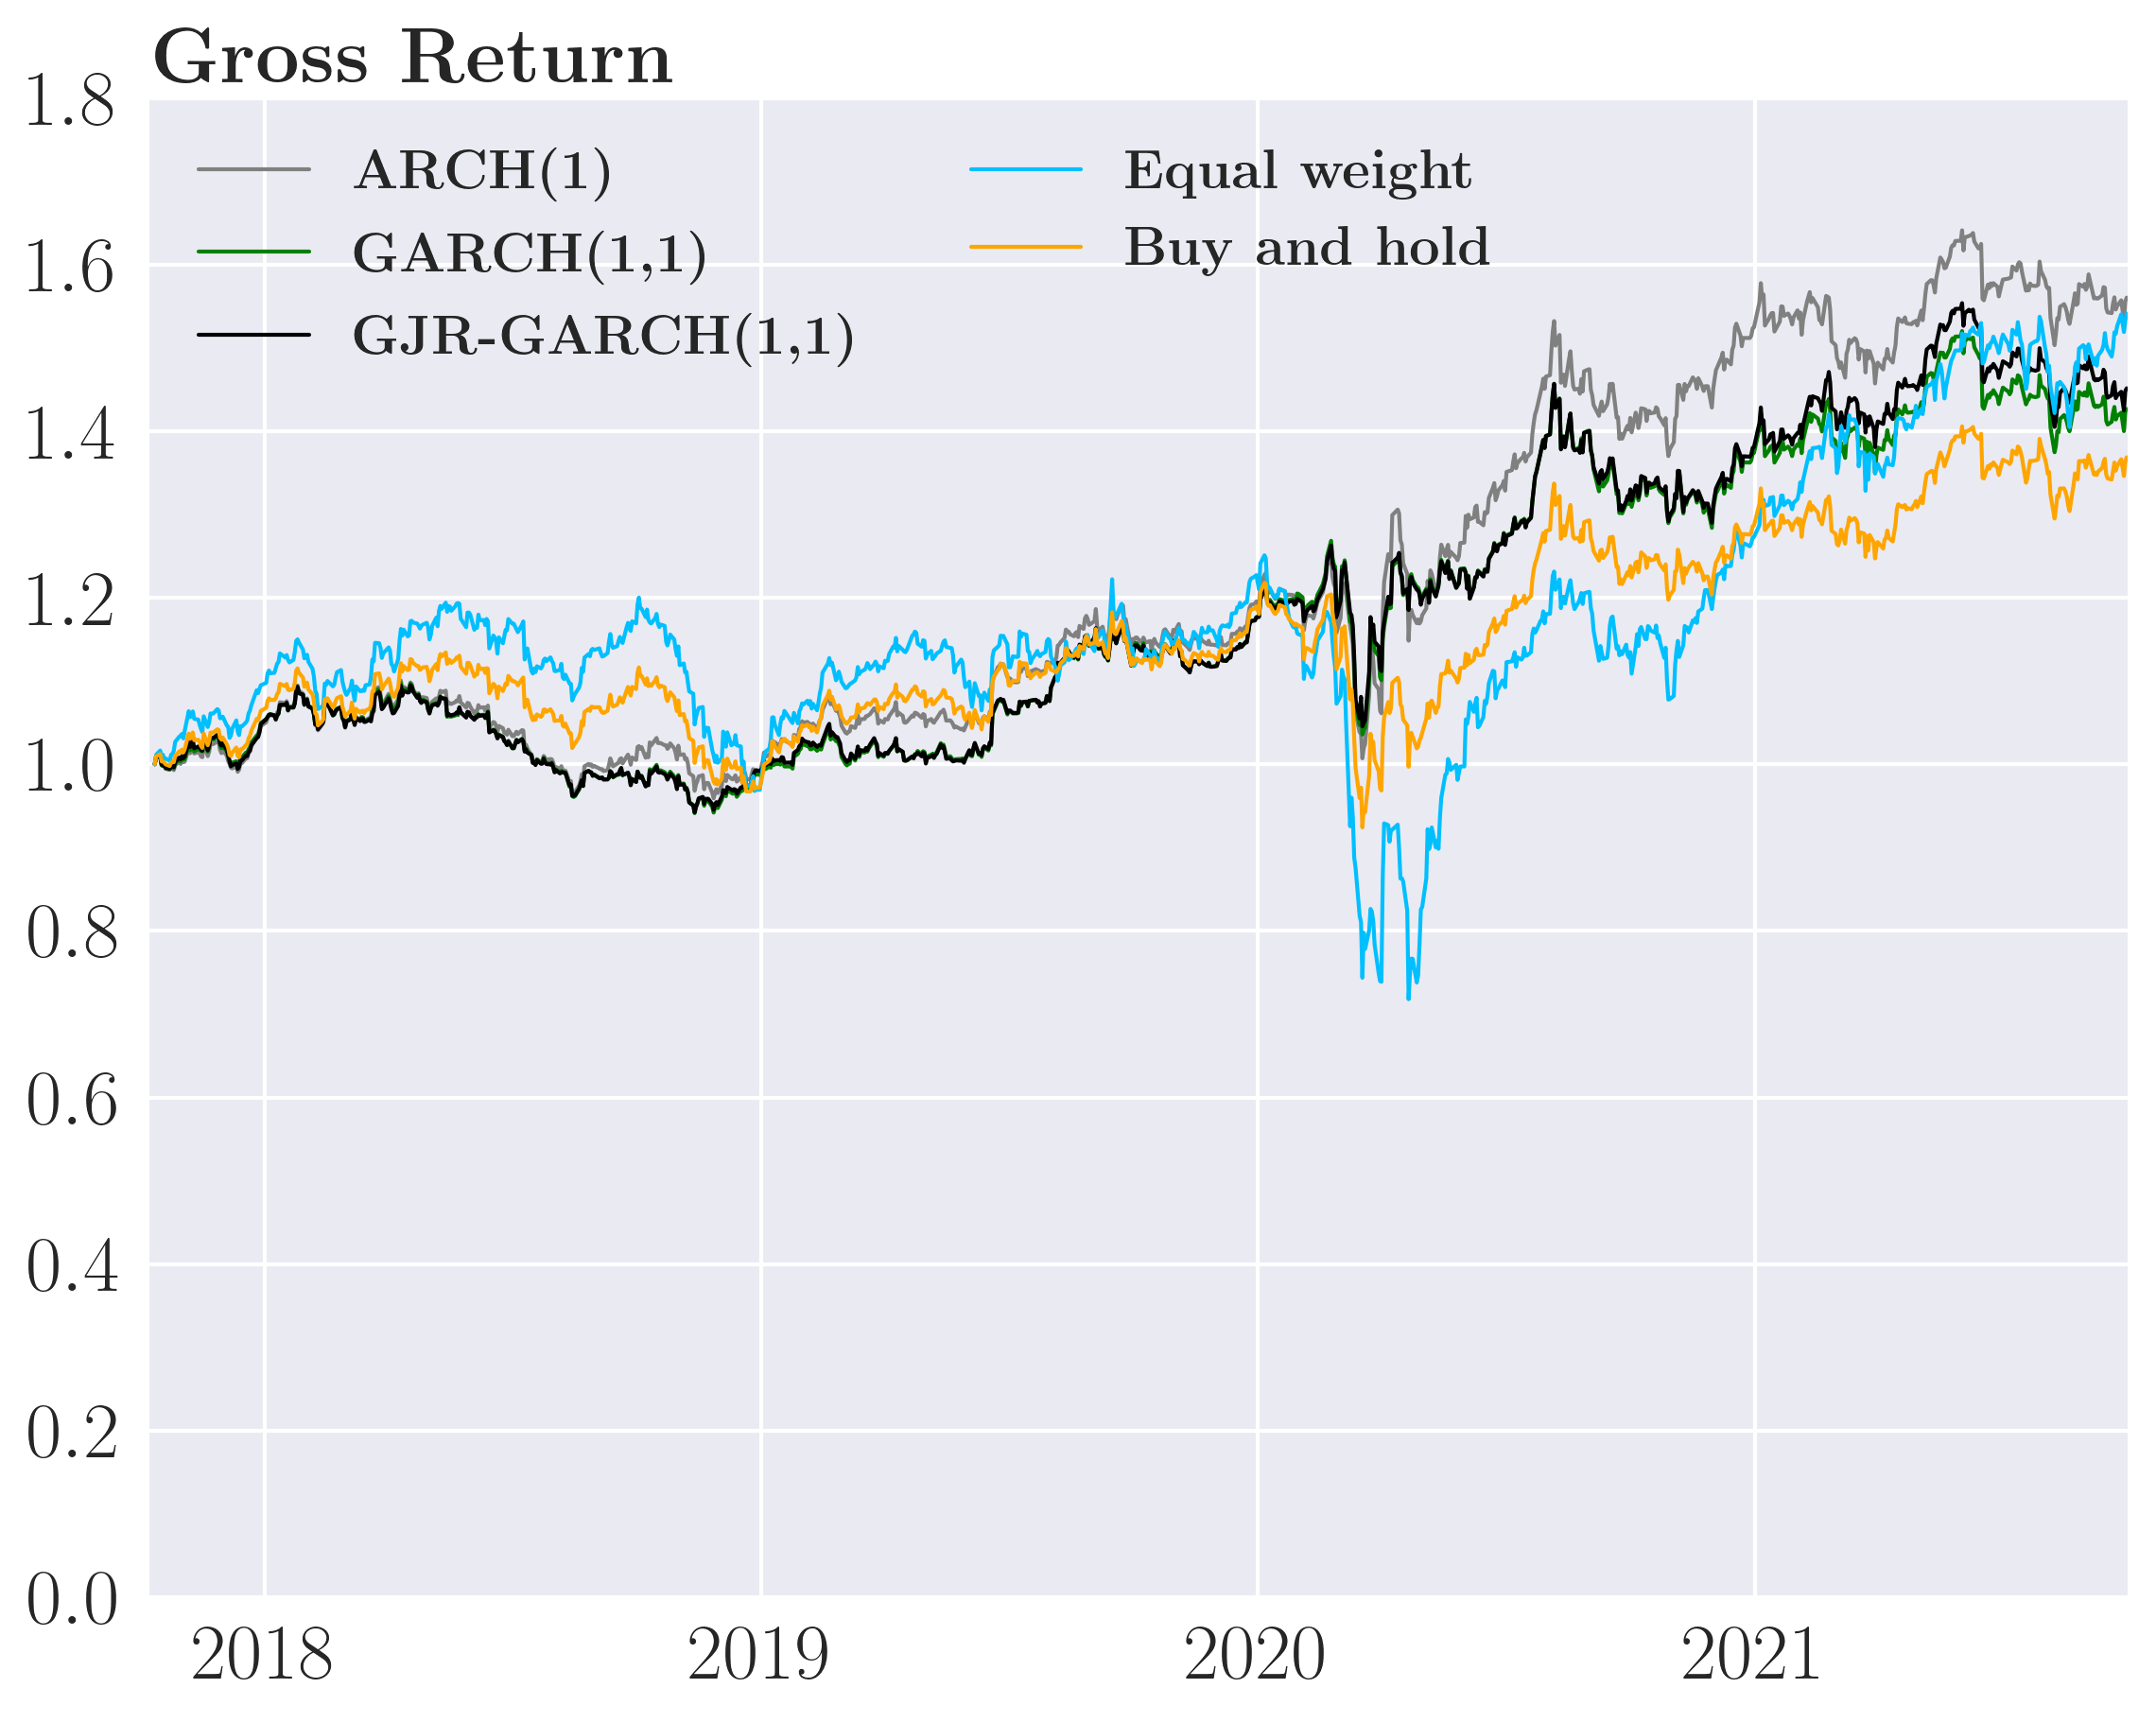 Gross Return
1.8
1.6
1.4
1.2
1.0
0.8
0.6
0.4
0.2
0.0
ARCH(1)
GARCH(1,1)
GJR-GARCH(1,1)
Equal weight
Buy and hold
2018 2019 2020 2021